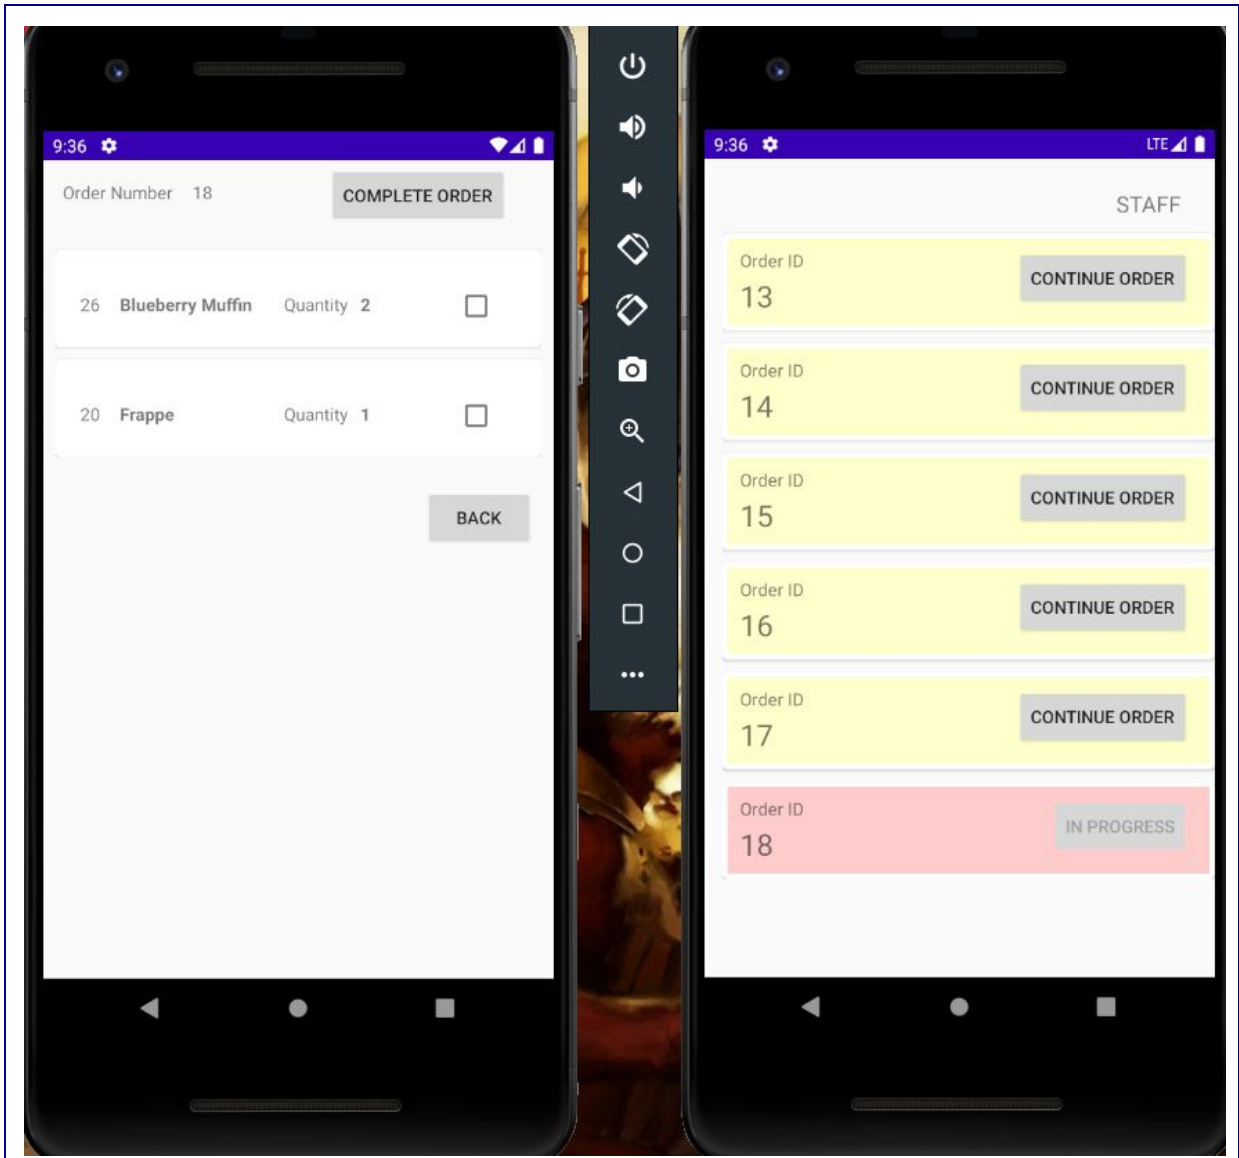 9:36
Order Number 18 COMPLETE ORDER
26 Blueberry Muffin Quantity 2
20 Frappe Quantity 1
BACK
9:36 LTE
STAFF
Order ID
13 CONTINUE ORDER
Order ID
14 CONTINUE ORDER
Order ID
15 CONTINUE ORDER
Order ID
16 CONTINUE ORDER
Order ID
17 CONTINUE ORDER
Order ID
18 IN PROGRESS